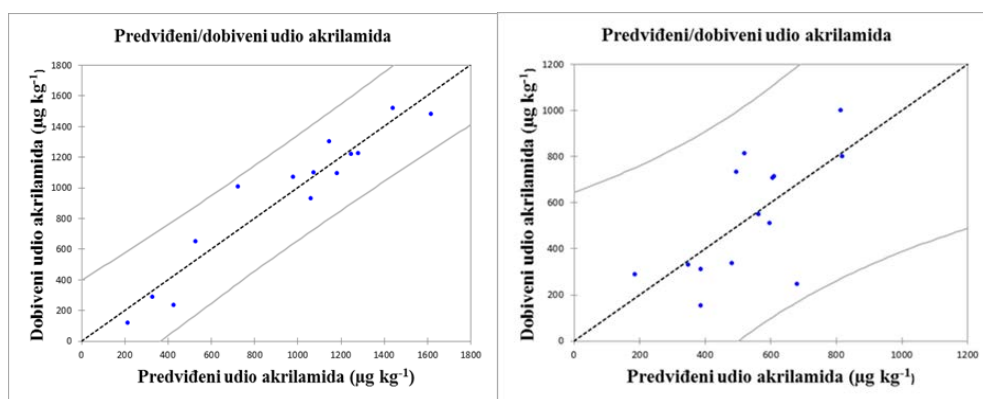 Predviđeni/dobiveni udio akrilamida
Dobiveni udio akrilamida (µg kg⁻¹)
1800
1600
1400
1200
1000
800
600
400
200
0
0 200 400 600 800 1000 1200 1400 1600 1800
Predviđeni udio akrilamida (µg kg⁻¹)
Predviđeni/dobiveni udio akrilamida
Dobiveni udio akrilamida (µg kg⁻¹)
1200
1000
800
600
400
200
0
0 200 400 600 800 1000 1200
Predviđeni udio akrilamida (µg kg⁻¹)